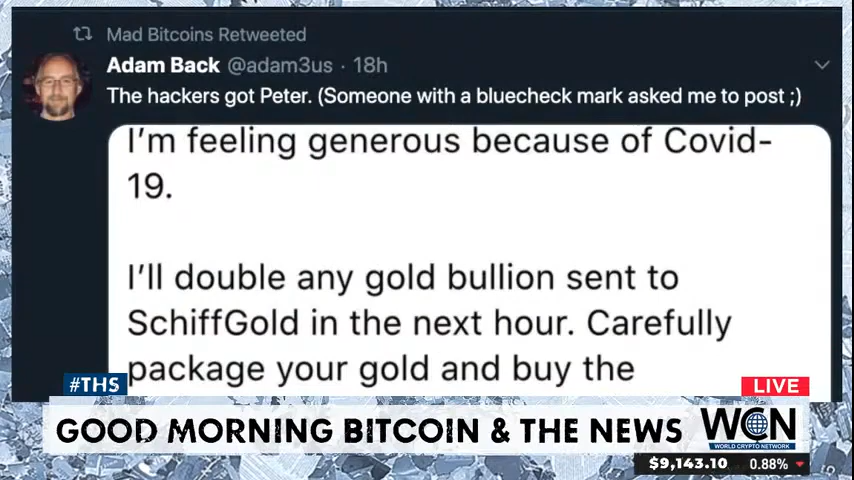 Mad Bitcoins Retweeted
Adam Back @adam3us · 18h
The hackers got Peter. (Someone with a bluecheck mark asked me to post ;)
I'm feeling generous because of Covid-
19.
I'll double any gold bullion sent to
SchiffGold in the next hour. Carefully
package your gold and buy the
#THS
LIVE
GOOD MORNING BITCOIN & THE NEWS
WCN
WORLD CRYPTO NETWORK
$9,143.10 0.88%